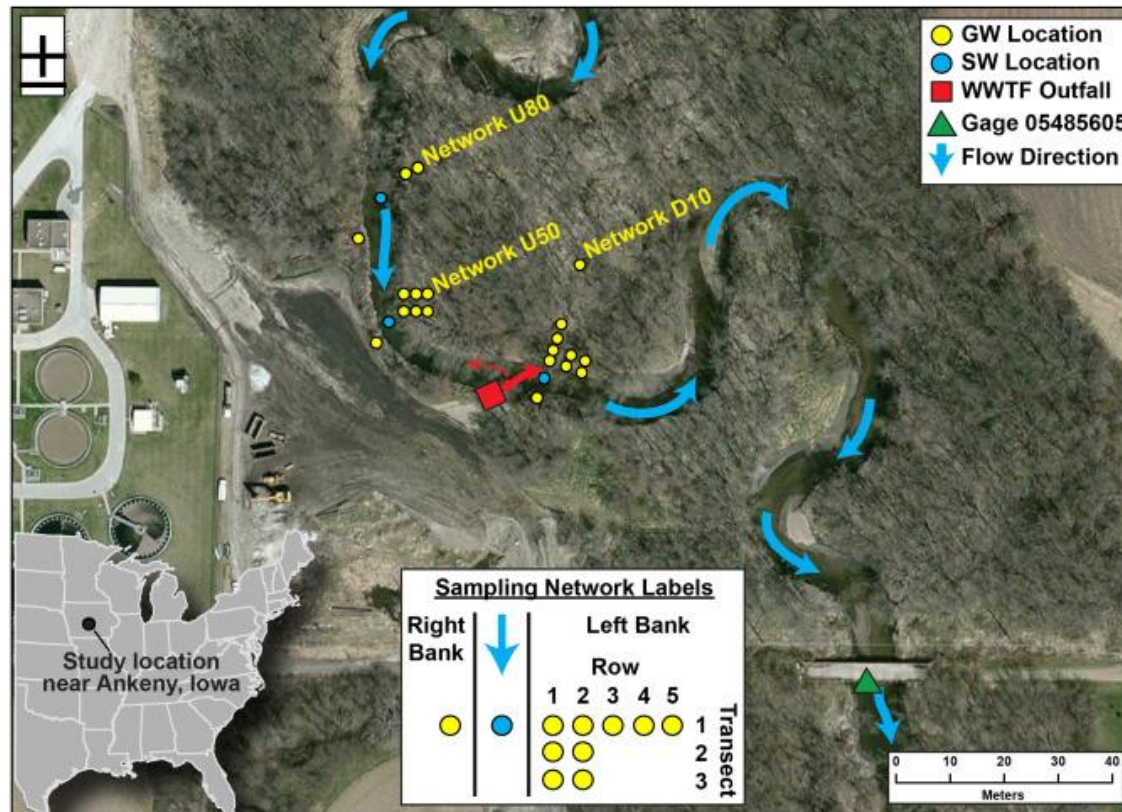 GW Location
SW Location
WWTF Outfall
Gage 05485605
Flow Direction
Network U80
Network D10
Network U50
Sampling Network Labels
Right
Bank
Left Bank
Row
1 2 3 4 5
1
2
3
Transect
Study location
near Ankeny, Iowa
0 10 20 30 40
Meters